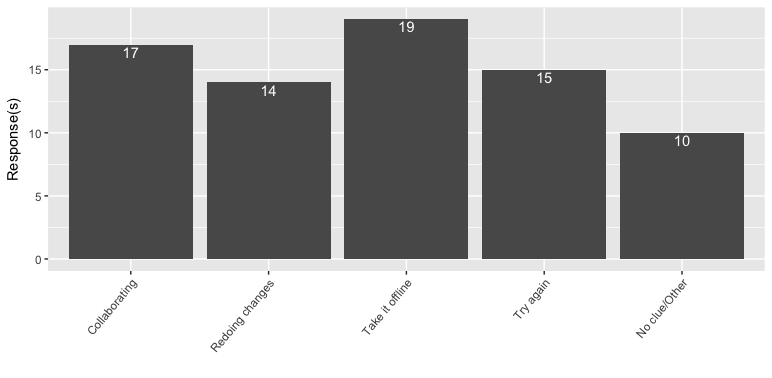 Response(s)
15
10
5
0
17
14
19
15
10
Collaborating
Redoing changes
Take it offline
Try again
No clue/Other